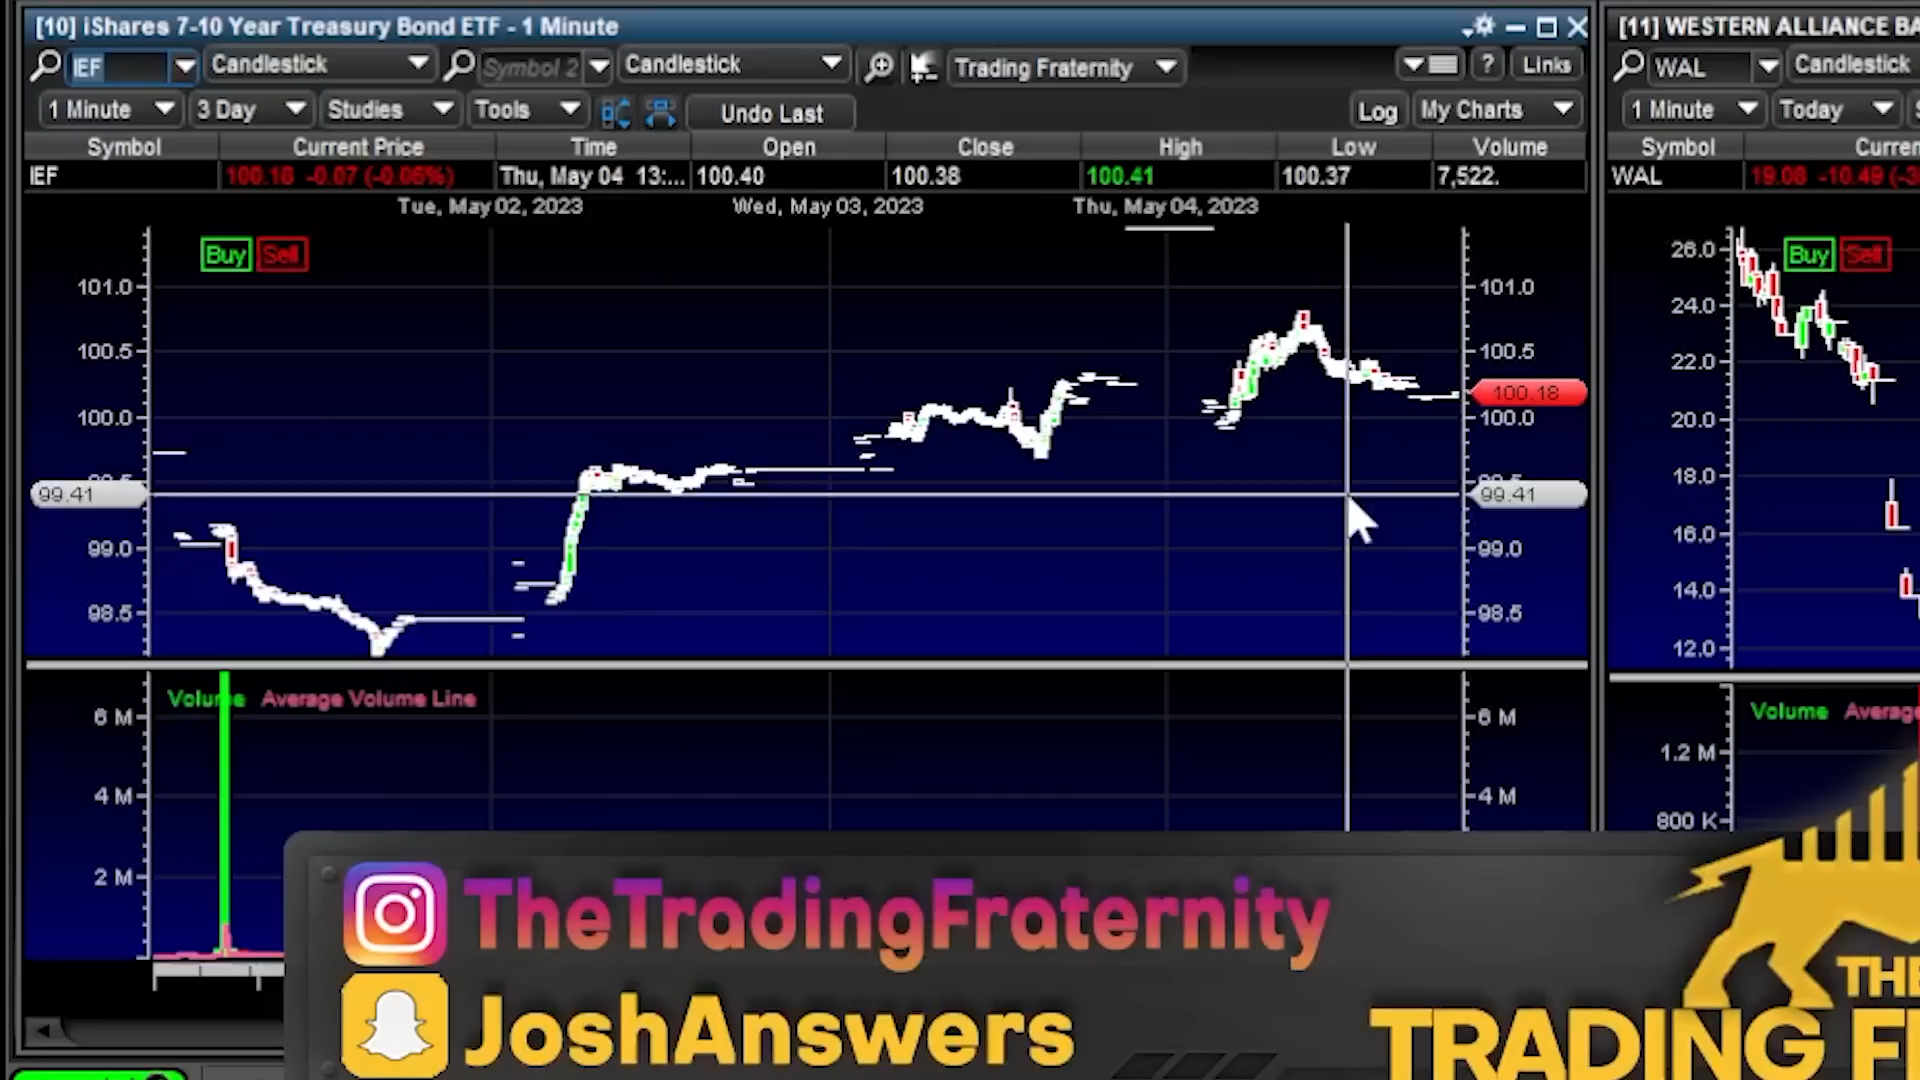 [10] iShares 7-10 Year Treasury Bond ETF - 1 Minute
[11] WESTERN ALLIANCE BA
IEF Candlestick Symbol 2 Candlestick Trading Fraternity ? Links
WAL Candlestick
1 Minute 3 Day Studies Tools Undo Last Log My Charts
1 Minute Today
Symbol Current Price Time Open Close High Low Volume
Symbol Curren
IEF 100.18 -0.07 (-0.06%) Thu, May 04 13:... 100.40 100.38 100.41 100.37 7,522.
WAL 19.08 -10.49 (-3
Tue, May 02, 2023 Wed, May 03, 2023 Thu, May 04, 2023
Buy Sell
Buy Sell
101.0 101.0
100.5 100.5
100.18
100.0 100.0
99.41 99.41
99.0 99.0
98.5 98.5
26.0
24.0
22.0
20.0
18.0
16.0
14.0
12.0
Volume Average Volume Line
6 M 6 M
4 M 4 M
2 M
Volume Average
1.2 M
800 K
TheTradingFraternity
JoshAnswers
THE
TRADING F